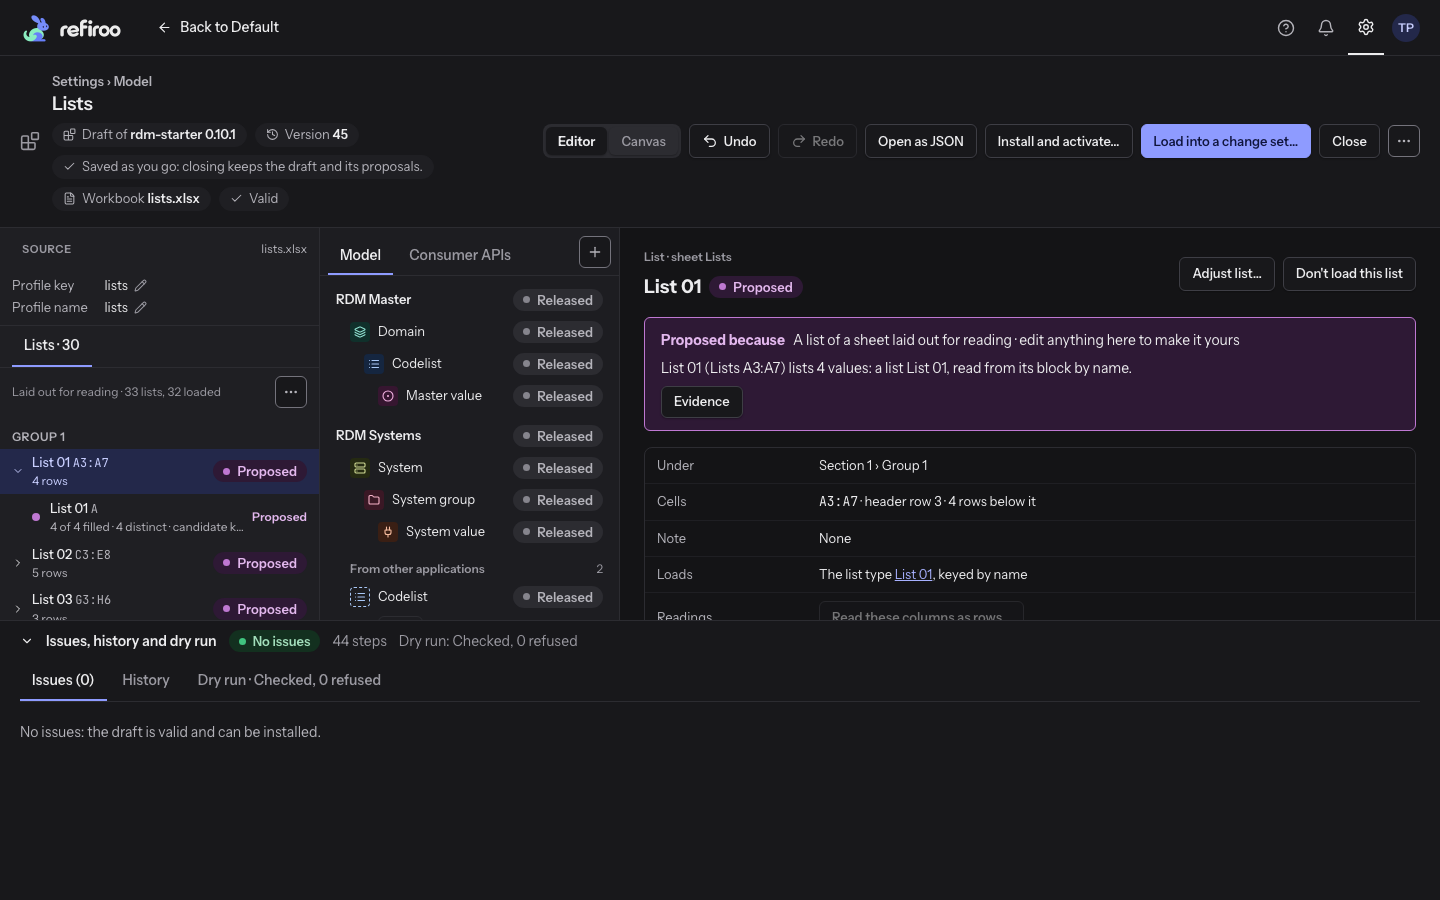 refiroo
← Back to Default
TP
Settings › Model
Lists
Draft of rdm-starter 0.10.1
Version 45
Saved as you go: closing keeps the draft and its proposals.
Workbook lists.xlsx
Valid
Editor
Canvas
Undo
Redo
Open as JSON
Install and activate...
Load into a change set...
Close
SOURCE
lists.xlsx
Profile key lists
Profile name lists
Lists · 30
Laid out for reading · 33 lists, 32 loaded
GROUP 1
List 01 A3:A7
4 rows
Proposed
List 01 A
4 of 4 filled · 4 distinct · candidate k...
Proposed
List 02 C3:E8
5 rows
Proposed
List 03 G3:H6
3 rows
Proposed
Model
Consumer APIs
RDM Master Released
Domain Released
Codelist Released
Master value Released
RDM Systems Released
System Released
System group Released
System value Released
From other applications 2
Codelist Released
List · sheet Lists
List 01
Proposed
Adjust list...
Don't load this list
Proposed because A list of a sheet laid out for reading · edit anything here to make it yours
List 01 (Lists A3:A7) lists 4 values: a list List 01, read from its block by name.
Evidence
Under Section 1 › Group 1
Cells A3:A7 · header row 3 · 4 rows below it
Note None
Loads The list type List 01, keyed by name
Readings Read these columns as rows
Issues, history and dry run
No issues
44 steps
Dry run: Checked, 0 refused
Issues (0)
History
Dry run · Checked, 0 refused
No issues: the draft is valid and can be installed.